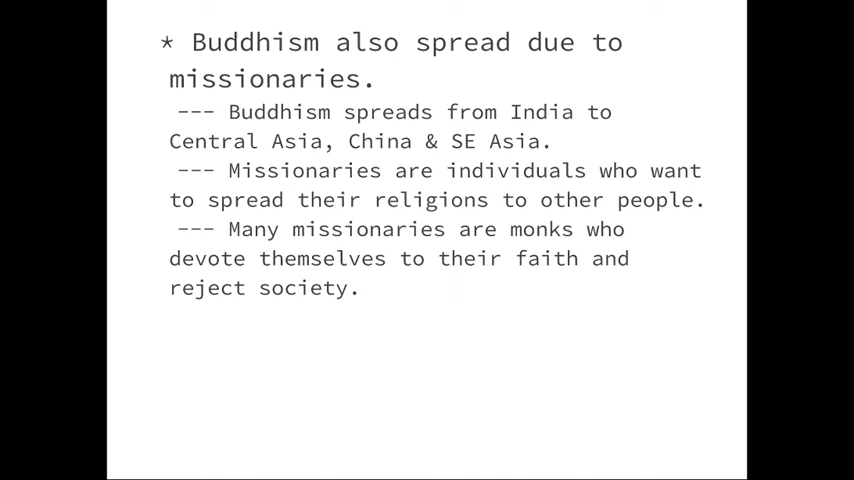 * Buddhism also spread due to
missionaries.
--- Buddhism spreads from India to
Central Asia, China & SE Asia.
--- Missionaries are individuals who want
to spread their religions to other people.
--- Many missionaries are monks who
devote themselves to their faith and
reject society.